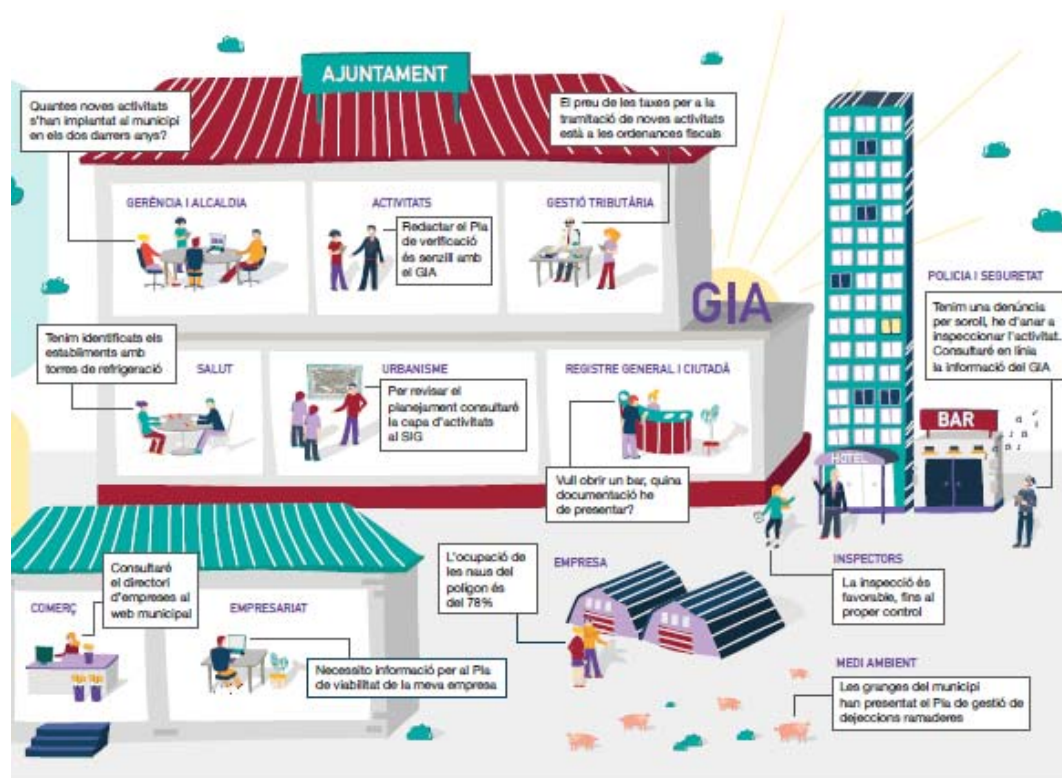 AJUNTAMENT
Quantes noves activitats
s'han implantat al municipi
en els dos darrers anys?
El preu de les taxes per a la
tramitació de noves activitats
està a les ordenances fiscals
GERÈNCIA I ALCALDIA
ACTIVITATS
Redactar el Pla
de verificació
és senzill amb
el GIA
GESTIÓ TRIBUTÀRIA
GIA
POLICIA I SEGURETAT
Tenim una denúncia
per soroll, he d'anar a
inspeccionar l'activitat.
Consultaré en línia
la informació del GIA
Tenim identificats els
establiments amb
torres de refrigeració
SALUT
URBANISME
Per revisar el
planejament consultaré
la capa d'activitats
al SIG
REGISTRE GENERAL I CIUTADÀ
Vull obrir un bar, quina
documentació he
de presentar?
BAR
HOTEL
COMERÇ
Consultaré
el directori
d'empreses al
web municipal
EMPRESARIAT
Necessito informació per al Pla
de viabilitat de la meva empresa
L'ocupació de
les naus del
polígon és
del 78%
EMPRESA
INSPECTORS
La inspecció és
favorable, fins al
proper control
MEDI AMBIENT
Les granges del municipi
han presentat el Pla de gestió de
dejeccions ramaderes